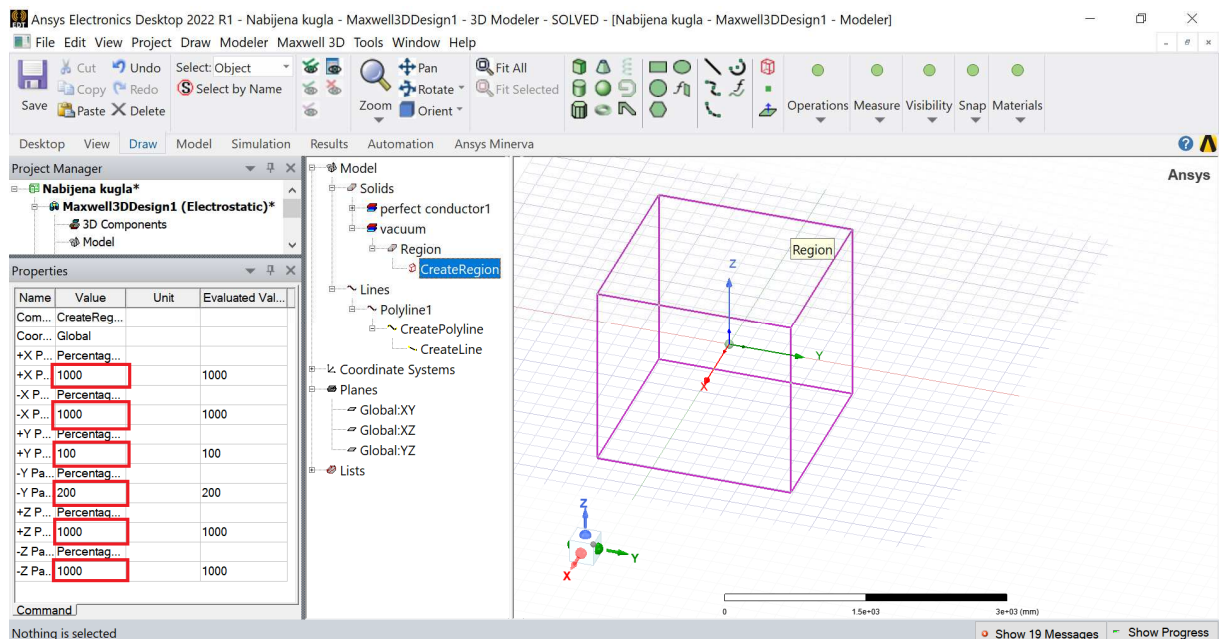 Ansys Electronics Desktop 2022 R1 - Nabijena kugla - Maxwell3DDesign1 - 3D Modeler - SOLVED - [Nabijena kugla - Maxwell3DDesign1 - Modeler]
File Edit View Project Draw Modeler Maxwell 3D Tools Window Help
Save
Cut
Copy
Paste
Undo
Redo
Delete
Select: Object
Select by Name
Zoom
Pan
Rotate
Orient
Fit All
Fit Selected
Operations Measure Visibility Snap Materials
Desktop View Draw Model Simulation Results Automation Ansys Minerva
Project Manager
Nabijena kugla*
Maxwell3DDesign1 (Electrostatic)*
3D Components
Model
Properties
Name Value Unit Evaluated Val...
Com... CreateReg...
Coor... Global
+X P... Percentag...
+X P... 1000 1000
-X P... Percentag...
-X P... 1000 1000
+Y P... Percentag...
+Y P... 100 100
-Y Pa... Percentag...
-Y Pa... 200 200
+Z P... Percentag...
+Z P... 1000 1000
-Z Pa... Percentag...
-Z Pa... 1000 1000
Command
Model
Solids
perfect conductor1
vacuum
Region
CreateRegion
Lines
Polyline1
CreatePolyline
CreateLine
Coordinate Systems
Planes
Global:XY
Global:XZ
Global:YZ
Lists
Ansys
Region
Z
Y
X
Z
Y
X
0 1.5e+03 3e+03 (mm)
Nothing is selected
Show 19 Messages Show Progress